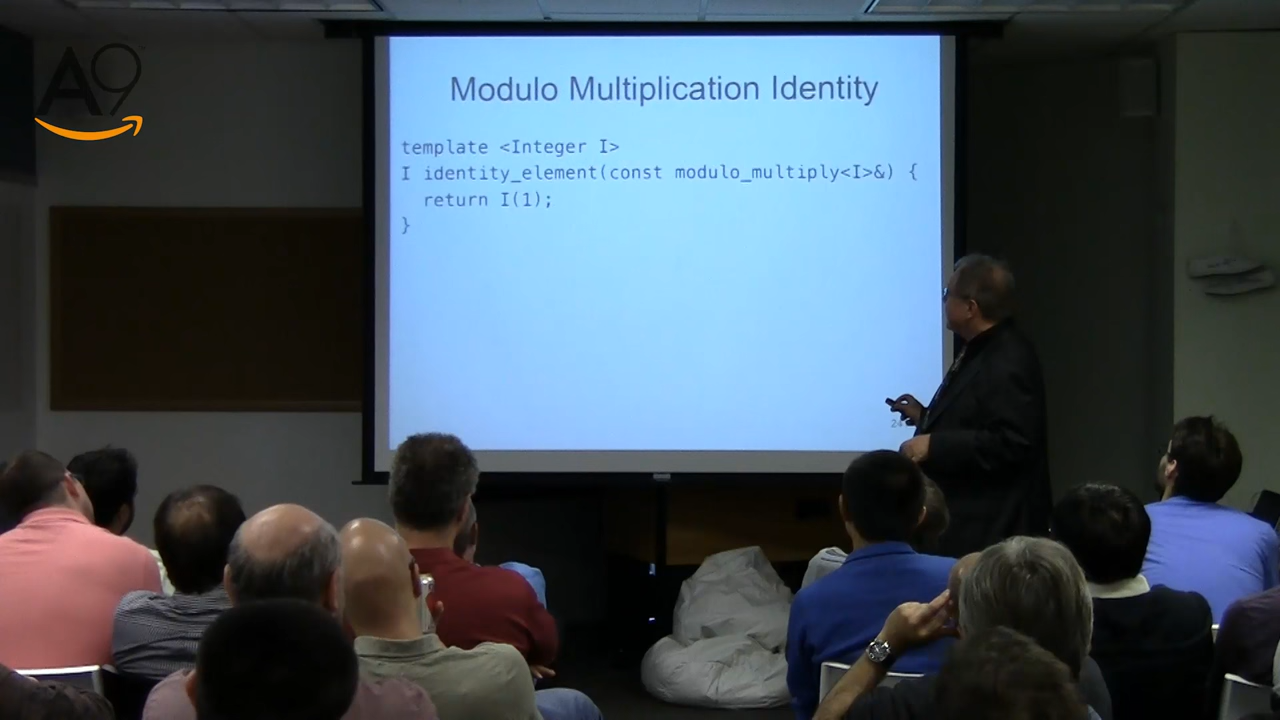 A9
Modulo Multiplication Identity
template <Integer I>
I identity_element(const modulo_multiply<I>&) {
  return I(1);
}